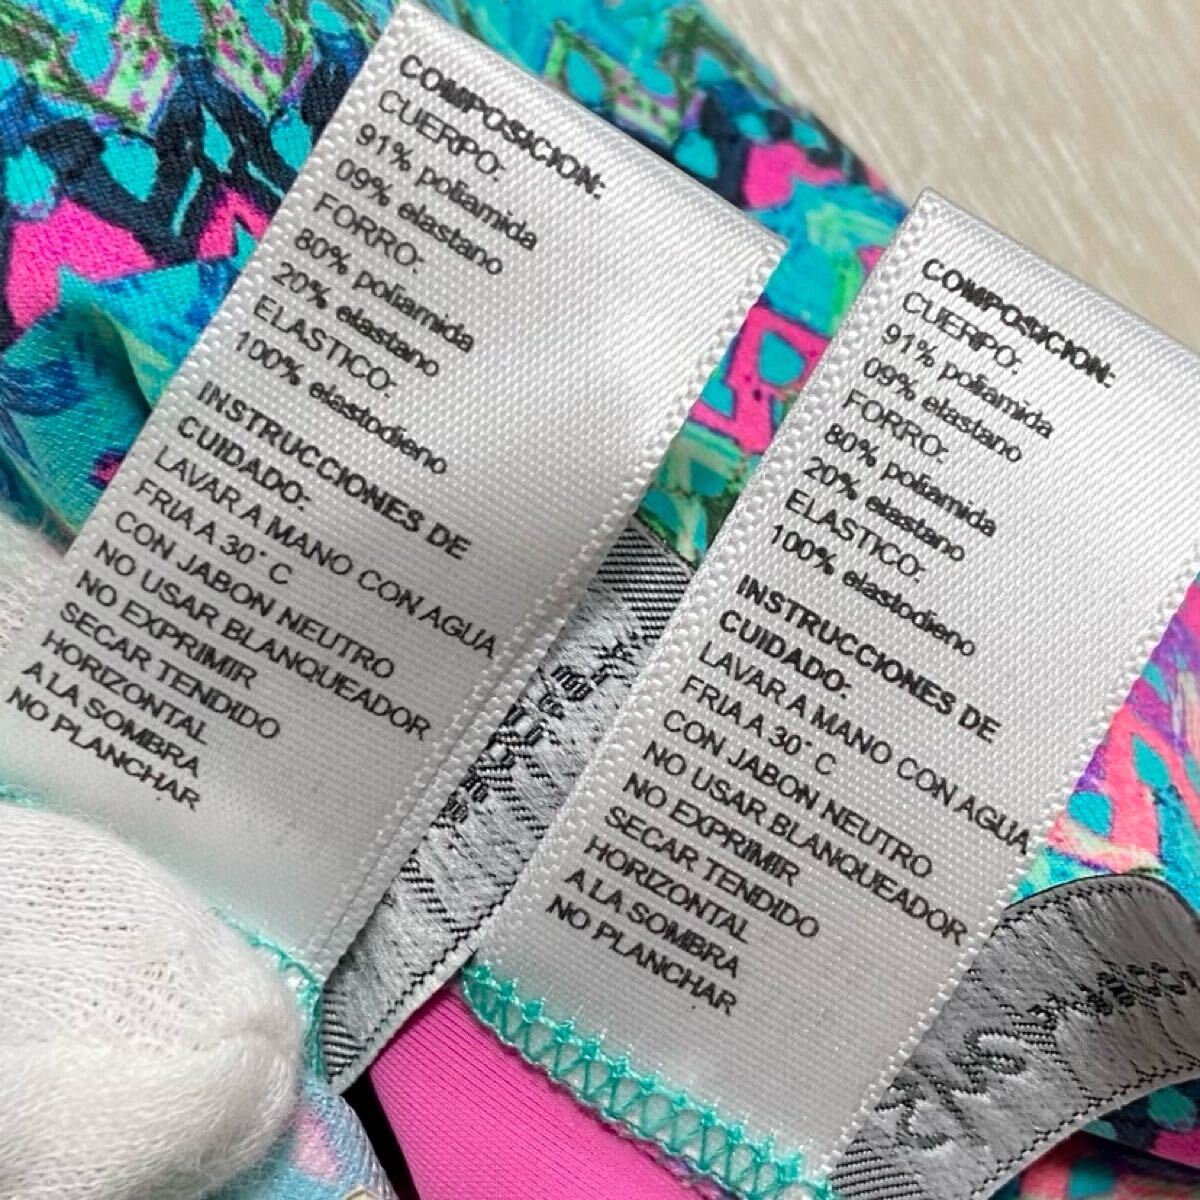 COMPOSICION:
CUERPO:
91% poliamida
09% elastano
FORRO:
80% poliamida
20% elastano
ELASTICO:
100% elastodieno
INSTRUCCIONES DE
CUIDADO:
LAVAR A MANO CON AGUA
FRIA A 30° C
CON JABON NEUTRO
NO USAR BLANQUEADOR
NO EXPRIMIR
SECAR TENDIDO
HORIZONTAL
A LA SOMBRA
NO PLANCHAR
COMPOSICION:
CUERPO:
91% poliamida
09% elastano
FORRO:
80% poliamida
20% elastano
ELASTICO:
100% elastodieno
INSTRUCCIONES DE
CUIDADO:
LAVAR A MANO CON AGUA
FRIA A 30° C
CON JABON NEUTRO
NO USAR BLANQUEADOR
NO EXPRIMIR
SECAR TENDIDO
HORIZONTAL
A LA SOMBRA
NO PLANCHAR